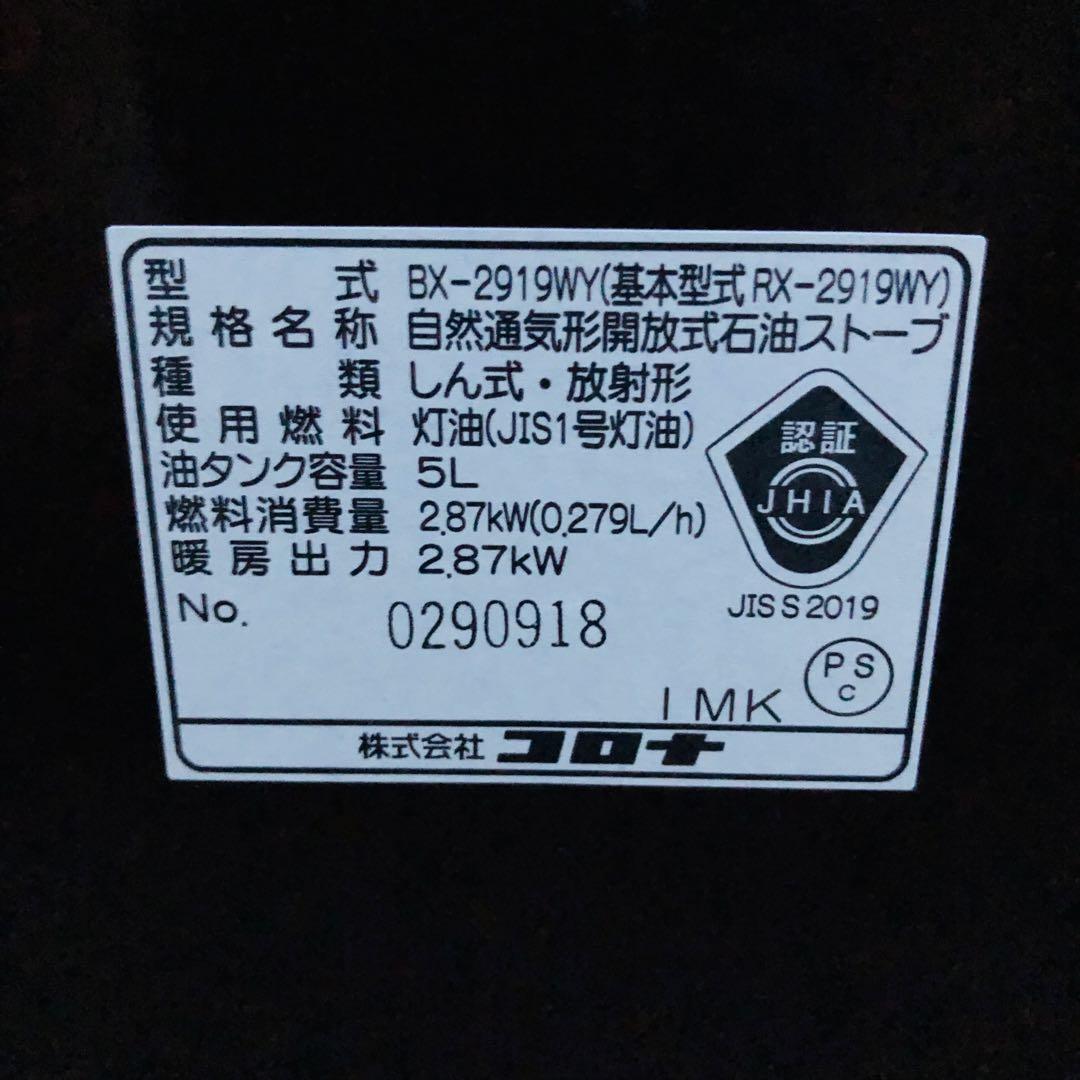 型式 BX-2919WY(基本型式 RX-2919WY)
規格名称 自然通気形開放式石油ストーブ
種類 しん式・放射形
使用燃料 灯油(JIS1号灯油)
油タンク容量 5L
燃料消費量 2.87kW(0.279L/h)
暖房出力 2.87kW
No. 0290918
認証
JHIA
JIS S 2019
PS
C
IMK
株式会社 コロナ